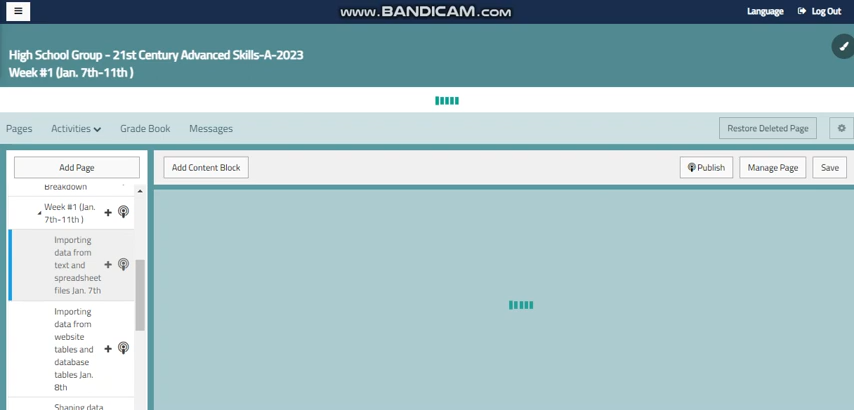 www.BANDICAM.com
Language
Log Out
High School Group - 21st Century Advanced Skills-A-2023
Week #1 (Jan. 7th-11th )
Pages
Activities
Grade Book
Messages
Restore Deleted Page
Add Page
Add Content Block
Publish
Manage Page
Save
Breakdown
Week #1 (Jan.
7th-11th )
Importing
data from
text and
spreadsheet
files Jan. 7th
Importing
data from
website
tables and
database
tables Jan.
8th
Shaping data